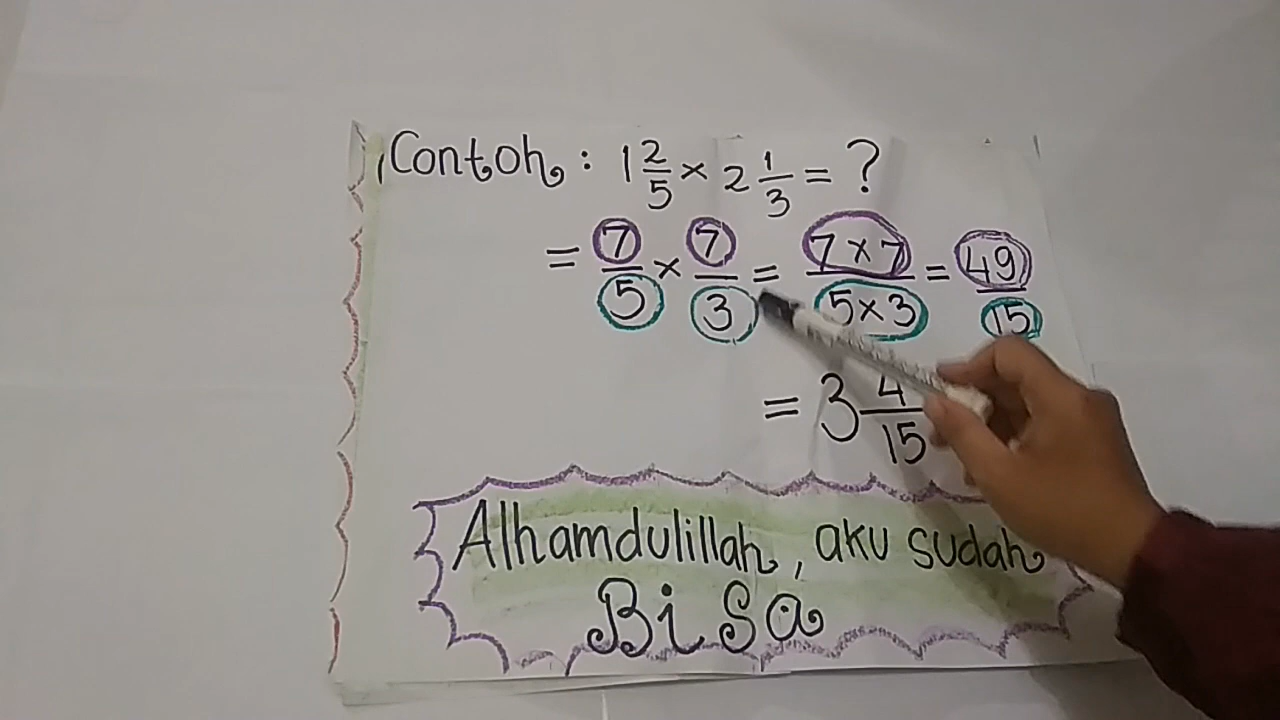 Contoh : 1 2/5 × 2 1/3 = ?
= 7/5 × 7/3 = 7 × 7/5 × 3 = 49/15
= 3 4/15
Alhamdulillah, aku sudah
Bisa